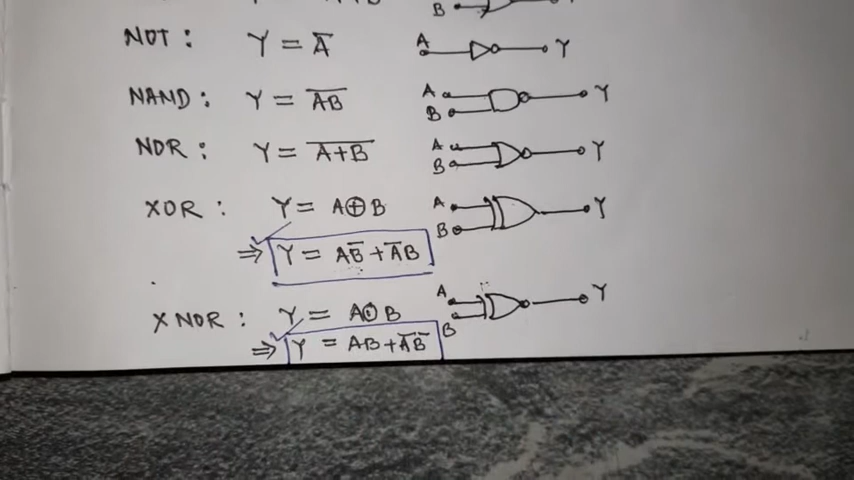 B
NOT : Y = A̅ A Y
NAND : Y = A̅B̅ A B Y
NOR : Y = A̅+̅B̅ A B Y
XOR : Y = A⊕B A B Y
⇒ Y = AB̅ + A̅B
XNOR : Y = A⊙B A B Y
⇒ Y = AB + A̅B̅